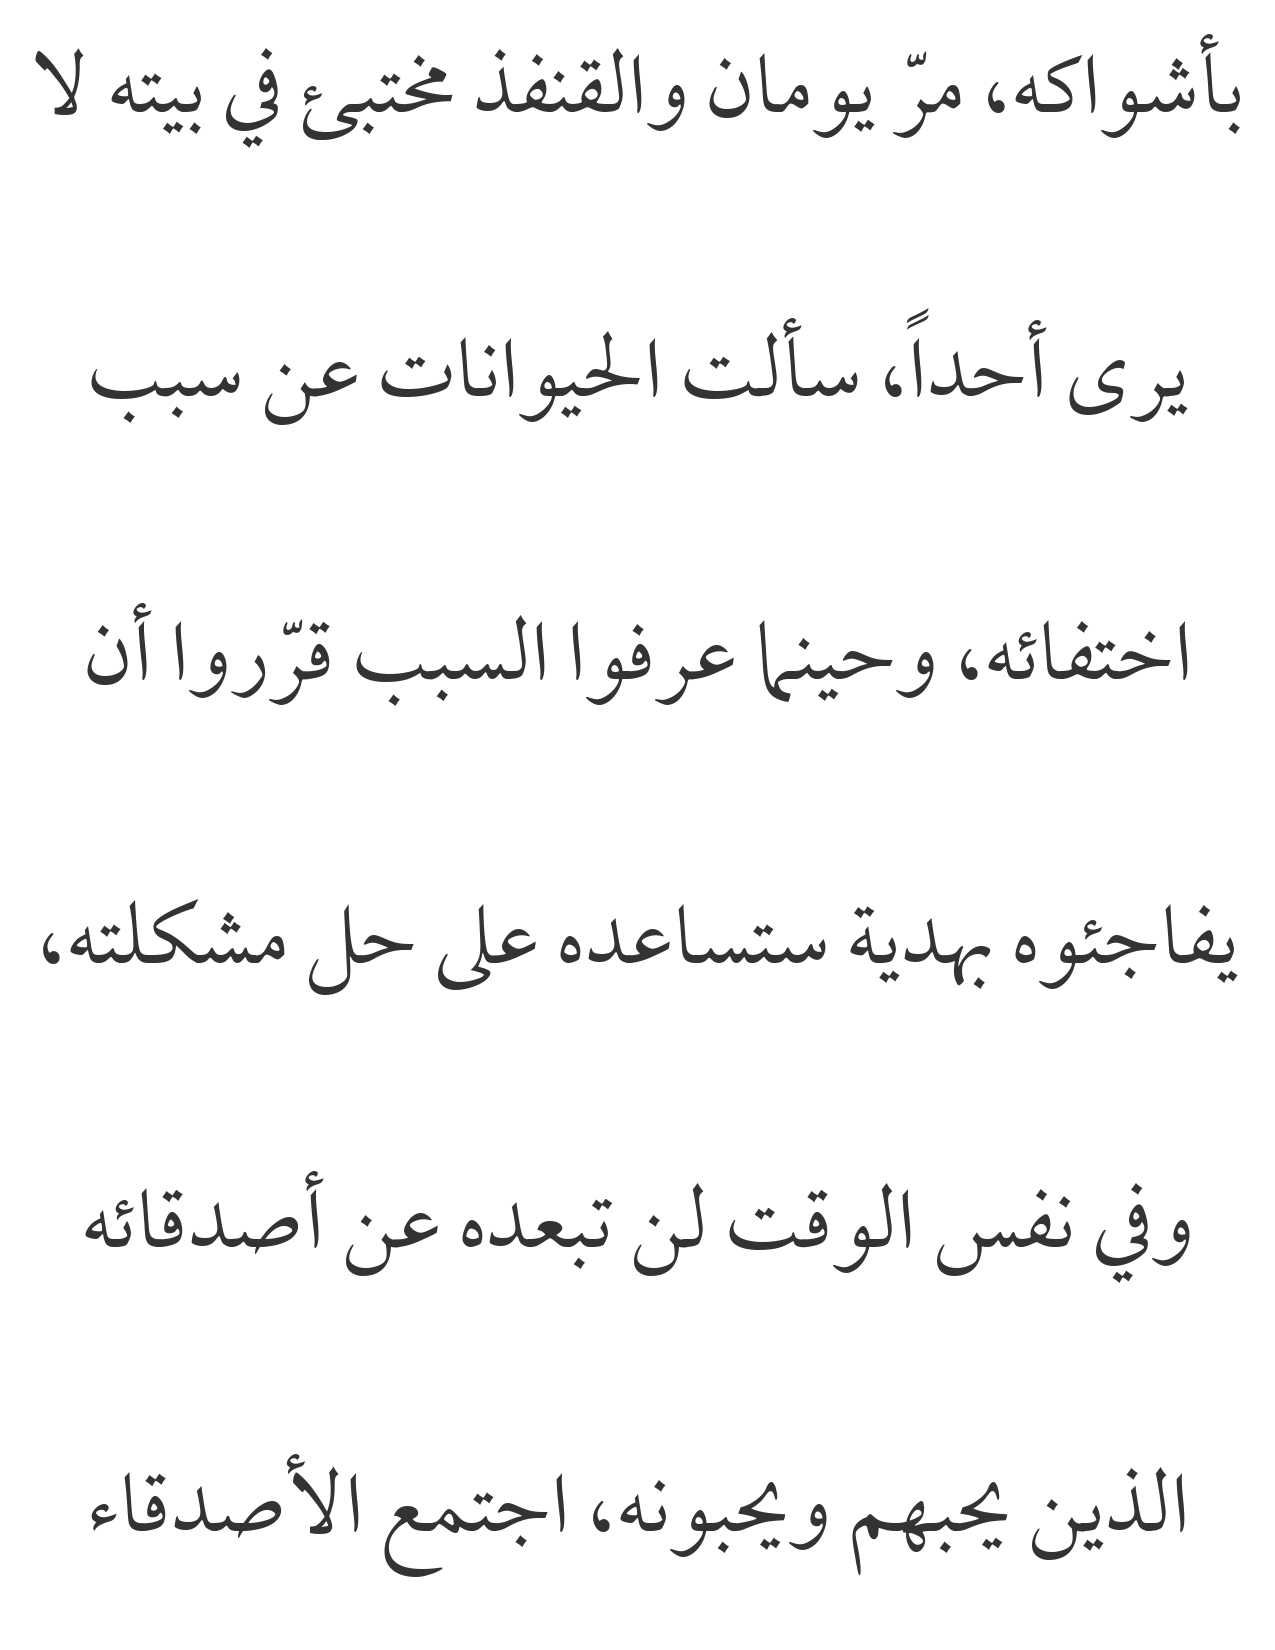 بأشواكه، مرّ يومان والقنفذ مختبئ في بيته لا
يرى أحداً، سألت الحيوانات عن سبب
اختفائه، وحينما عرفوا السبب قرّروا أن
يفاجئوه بهدية ستساعده على حل مشكلته،
وفي نفس الوقت لن تبعده عن أصدقائه
الذين يحبهم ويحبونه، اجتمع الأصدقاء